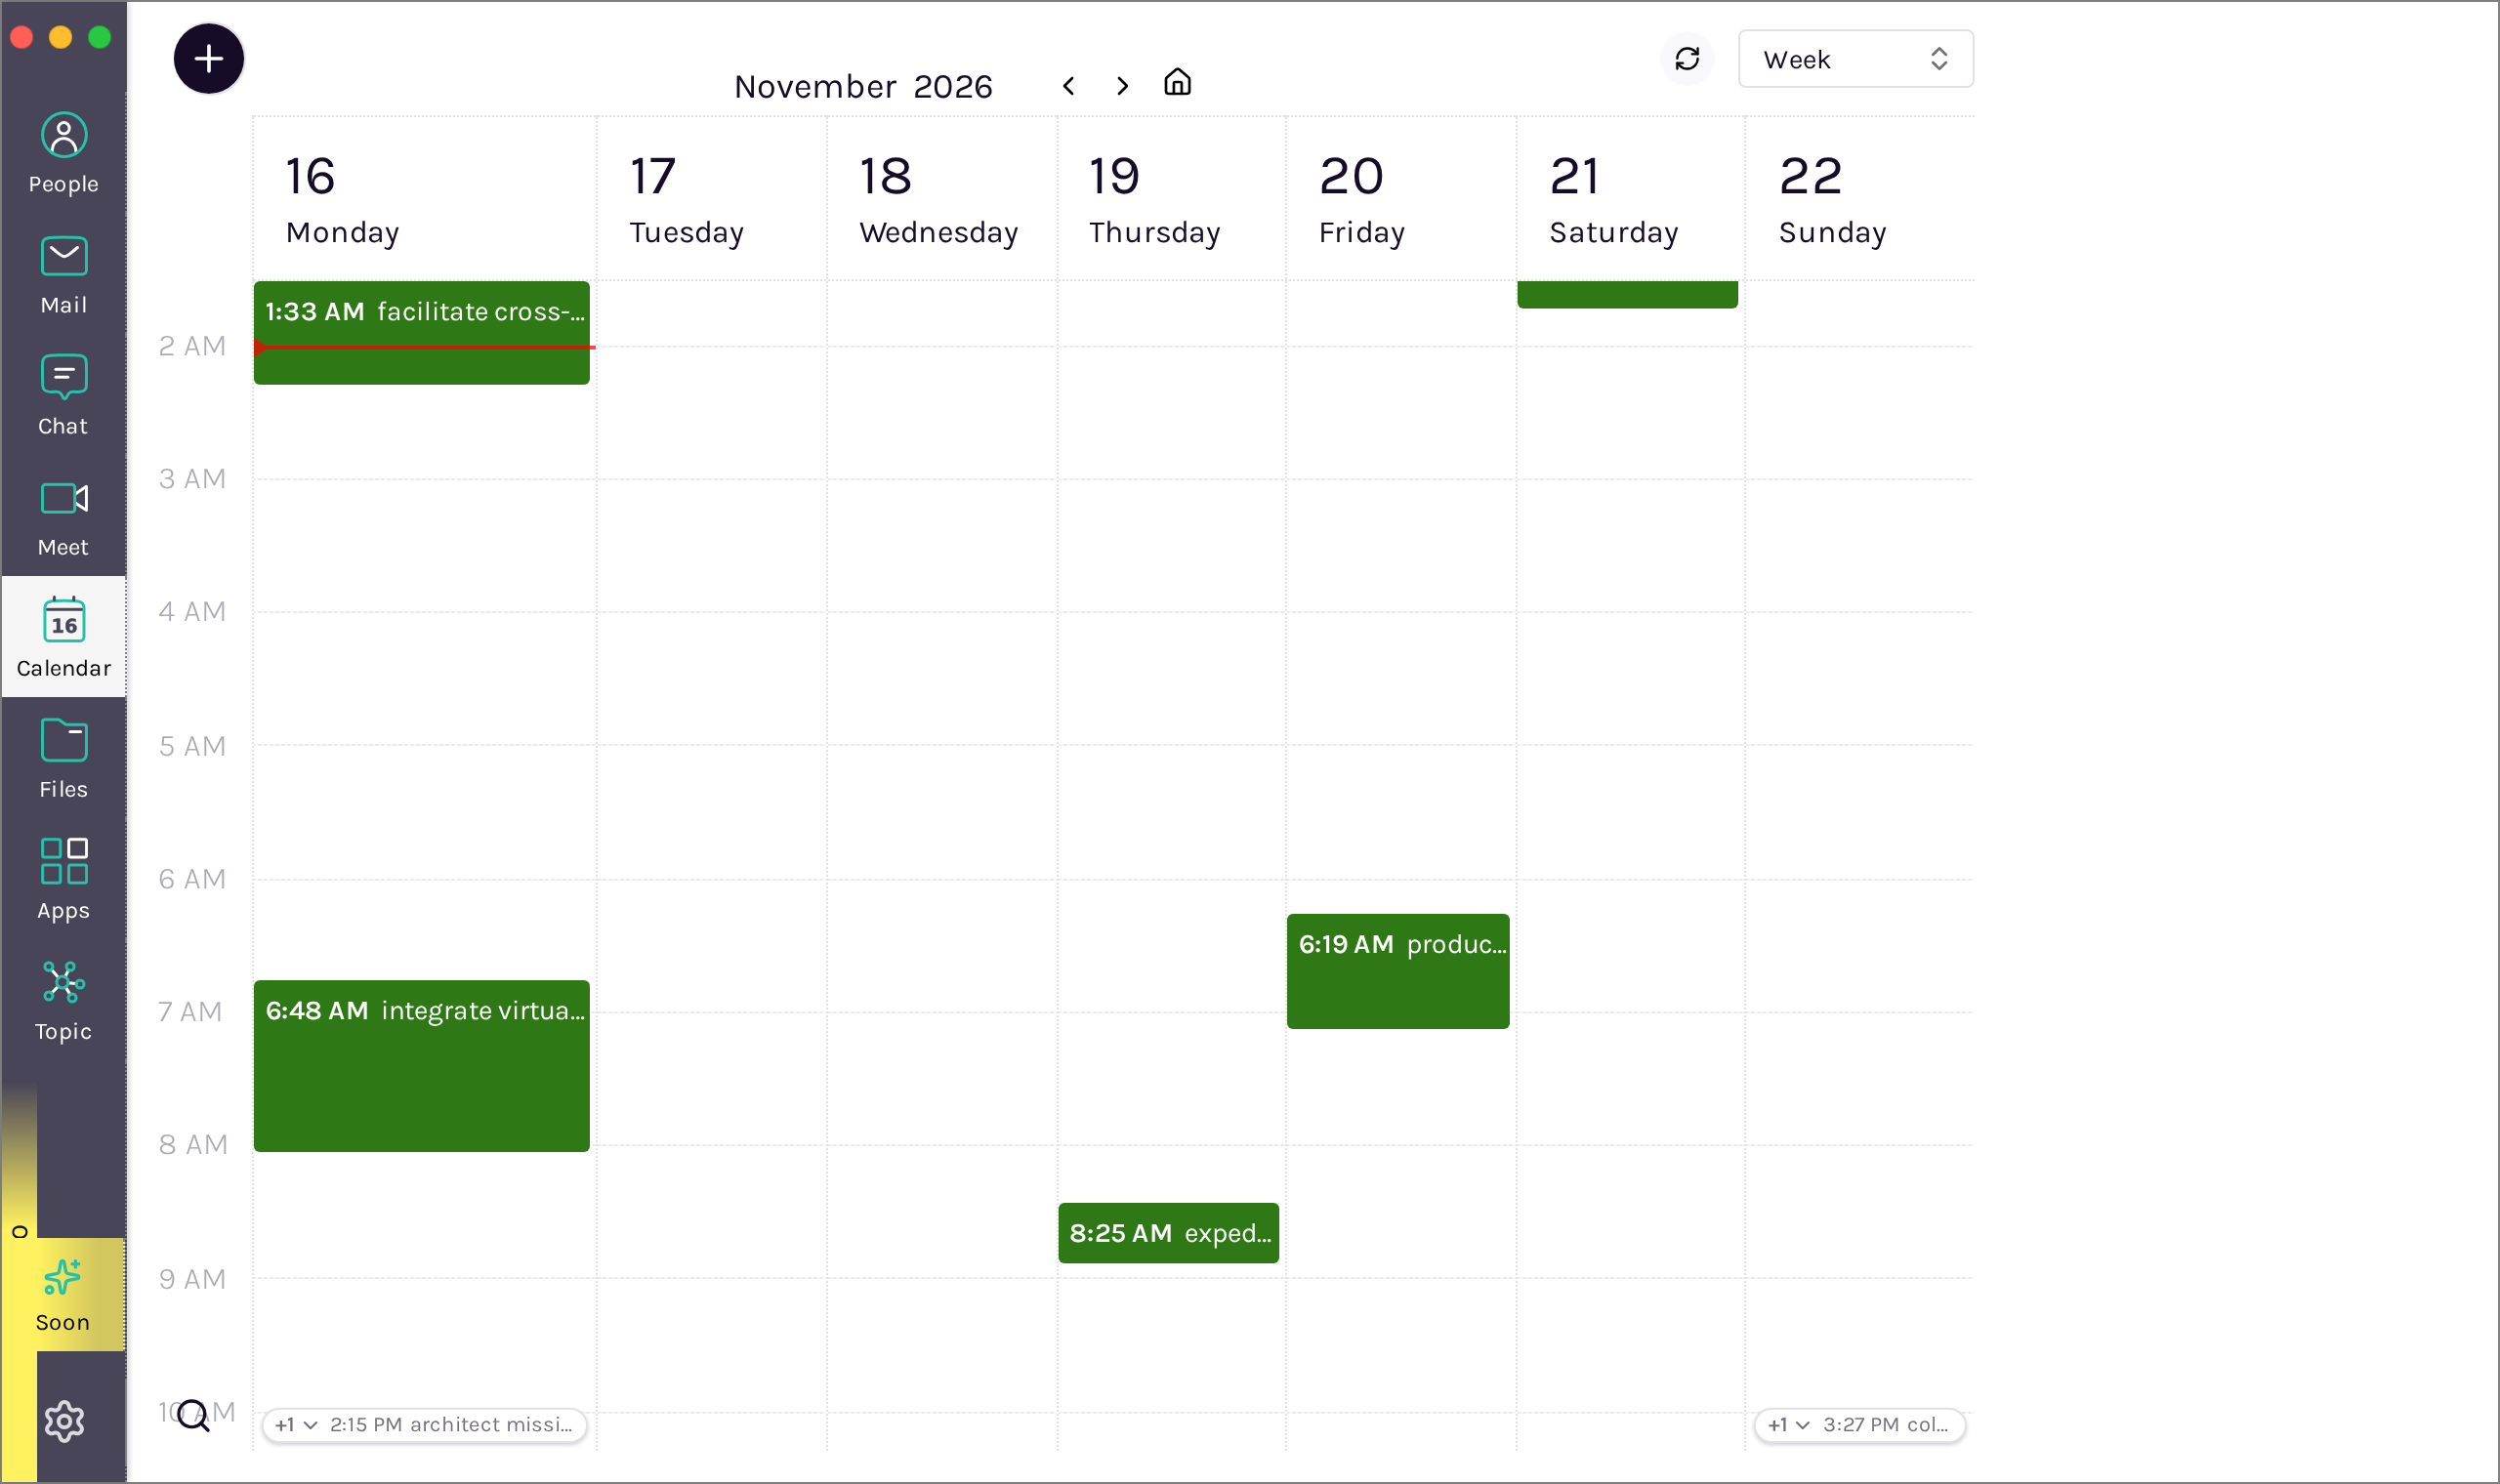 People
Mail
Chat
Meet
16
Calendar
Files
Apps
Topic
Soon
November 2026
Week
16
Monday
17
Tuesday
18
Wednesday
19
Thursday
20
Friday
21
Saturday
22
Sunday
2 AM
3 AM
4 AM
5 AM
6 AM
7 AM
8 AM
9 AM
10 AM
1:33 AM facilitate cross-...
6:48 AM integrate virtua...
8:25 AM exped...
6:19 AM produc...
+1 2:15 PM architect missi...
+1 3:27 PM col...